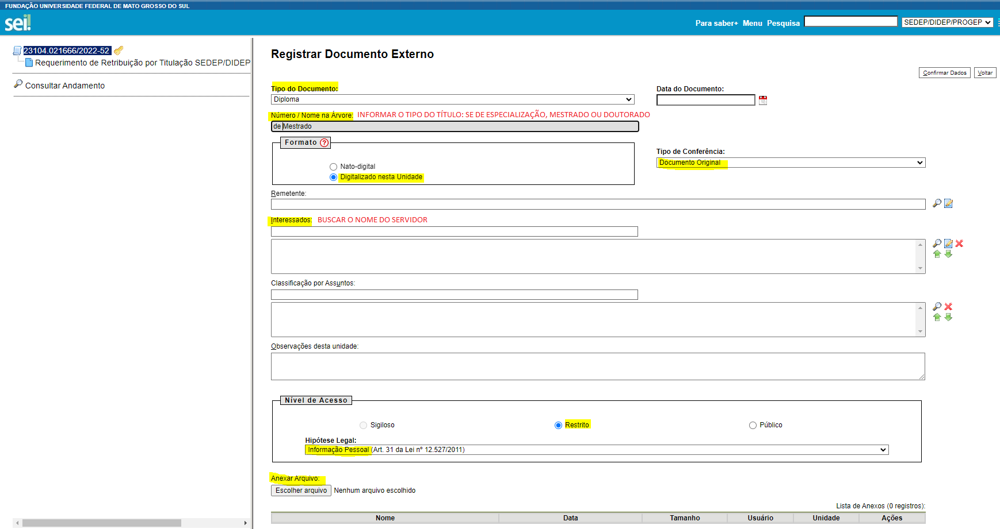 FUNDAÇÃO UNIVERSIDADE FEDERAL DE MATO GROSSO DO SUL
sei!
Para saber+ Menu Pesquisa SEDEP/DIDEP/PROGEP
23104.021666/2022-52
Requerimento de Retribuição por Titulação SEDEP/DIDEP
Consultar Andamento
Registrar Documento Externo
Confirmar Dados Voltar
Tipo do Documento:
Diploma
Data do Documento:
Número / Nome na Árvore: INFORMAR O TIPO DO TÍTULO: SE DE ESPECIALIZAÇÃO, MESTRADO OU DOUTORADO
de Mestrado
Formato ?
Nato-digital
Digitalizado nesta Unidade
Tipo de Conferência:
Documento Original
Remetente:
Interessados: BUSCAR O NOME DO SERVIDOR
Classificação por Assuntos:
Observações desta unidade:
Nível de Acesso
Sigiloso Restrito Público
Hipótese Legal:
Informação Pessoal (Art. 31 da Lei nº 12.527/2011)
Anexar Arquivo:
Escolher arquivo Nenhum arquivo escolhido
Lista de Anexos (0 registros):
Nome Data Tamanho Usuário Unidade Ações